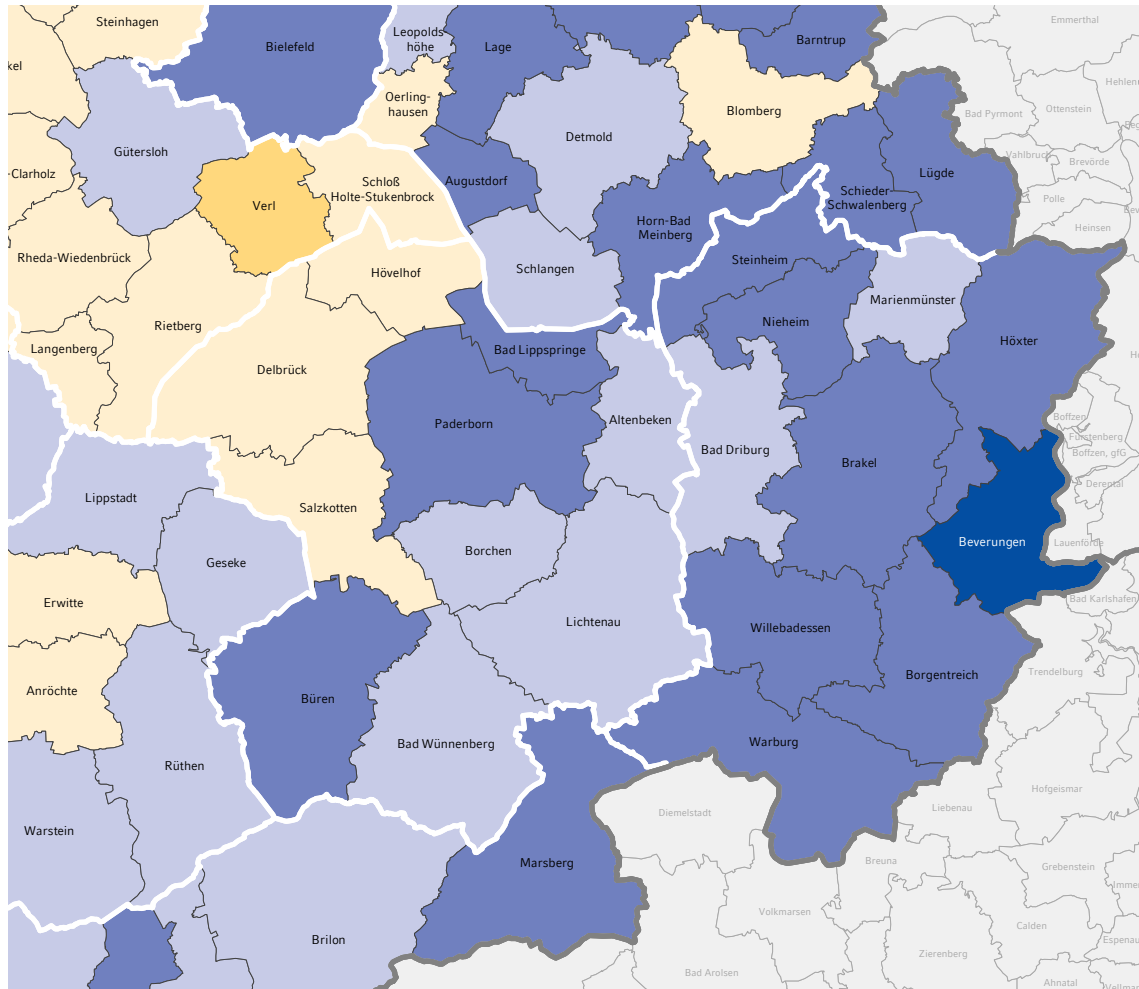 Steinhagen
Bielefeld
Leopolds
höhe
Lage
Barntrup
Emmerthal
kel
Oerling-
hausen
Blomberg
Hehlen
Ottenstein
Bad Pyrmont
Gütersloh
Detmold
Vahlbruch
Brevörde
-Clarholz
Schloß
Holte-Stukenbrock
Augustdorf
Lügde
Schieder-
Schwalenberg
Polle
Verl
Horn-Bad
Meinberg
Heinsen
Rheda-Wiedenbrück
Hövelhof
Schlangen
Steinheim
Marienmünster
Rietberg
Nieheim
Langenberg
Bad Lippspringe
Höxter
Delbrück
Paderborn
Altenbeken
Boffzen
Fürstenberg
Bad Driburg
Boffzen, gfG
Brakel
Derental
Lippstadt
Salzkotten
Borchen
Beverungen
Lauenförde
Geseke
Erwitte
Bad Karlshafen
Lichtenau
Willebadessen
Trendelburg
Borgentreich
Anröchte
Büren
Bad Wünnenberg
Warburg
Rüthen
Hofgeismar
Diemelstadt
Liebenau
Warstein
Marsberg
Breuna
Grebenstein
Imme
Volkmarsen
Calden
Brilon
Espenau
Zierenberg
Bad Arolsen
Ahnatal
Vellmar